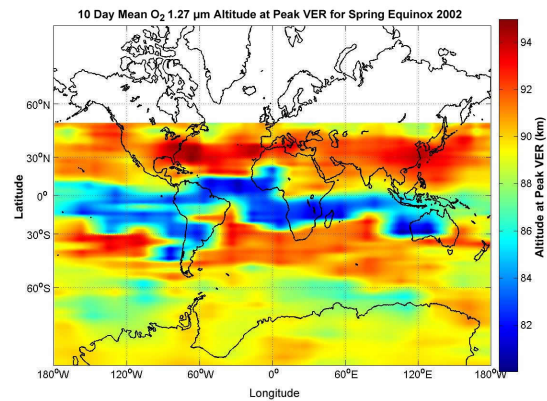 10 Day Mean O₂ 1.27 µm Altitude at Peak VER for Spring Equinox 2002
94
92
90
88
86
84
82
Altitude at Peak VER (km)
60°N
30°N
0°
30°S
60°S
Latitude
180°W 120°W 60°W 0° 60°E 120°E 180°W
Longitude